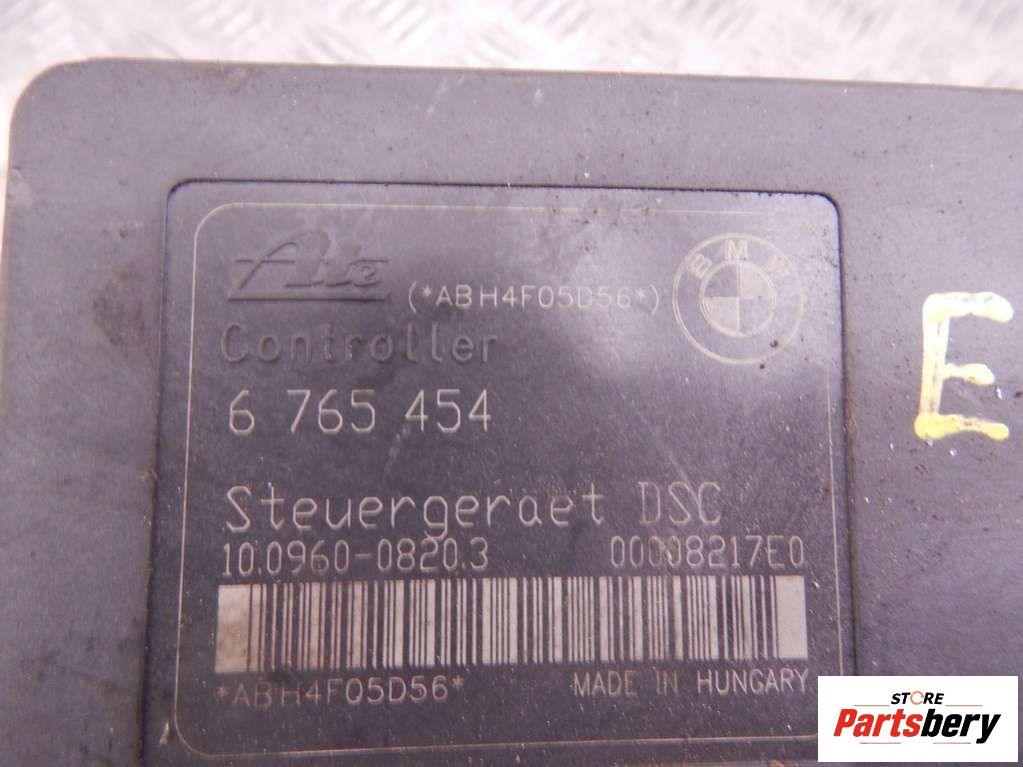 Ate (*ABH4F05D56*) BMW
Controller
6 765 454
E
Steuergeraet DSC
10.0960-0820.3 00008217E0
*ABH4F05D56* MADE IN HUNGARY
STORE
Partsbery